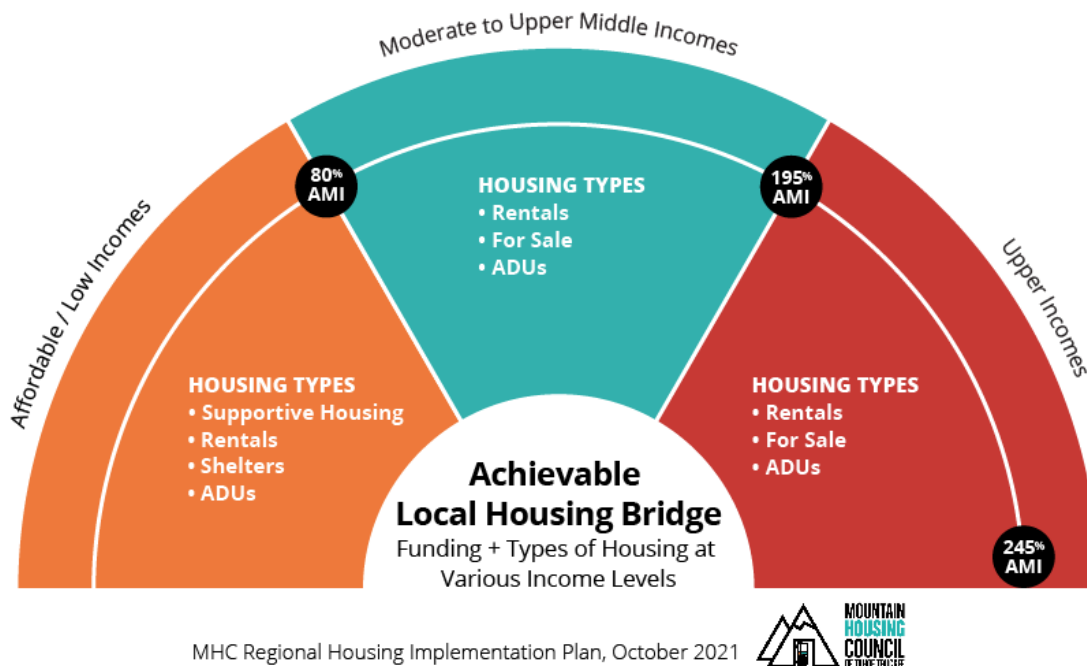 Moderate to Upper Middle Incomes
Affordable / Low Incomes
Upper Incomes
80% AMI
195% AMI
245% AMI
HOUSING TYPES
• Rentals
• For Sale
• ADUs
HOUSING TYPES
• Supportive Housing
• Rentals
• Shelters
• ADUs
HOUSING TYPES
• Rentals
• For Sale
• ADUs
Achievable
Local Housing Bridge
Funding + Types of Housing at
Various Income Levels
MHC Regional Housing Implementation Plan, October 2021
MOUNTAIN
HOUSING
COUNCIL
OF TAHOE TRUCKEE